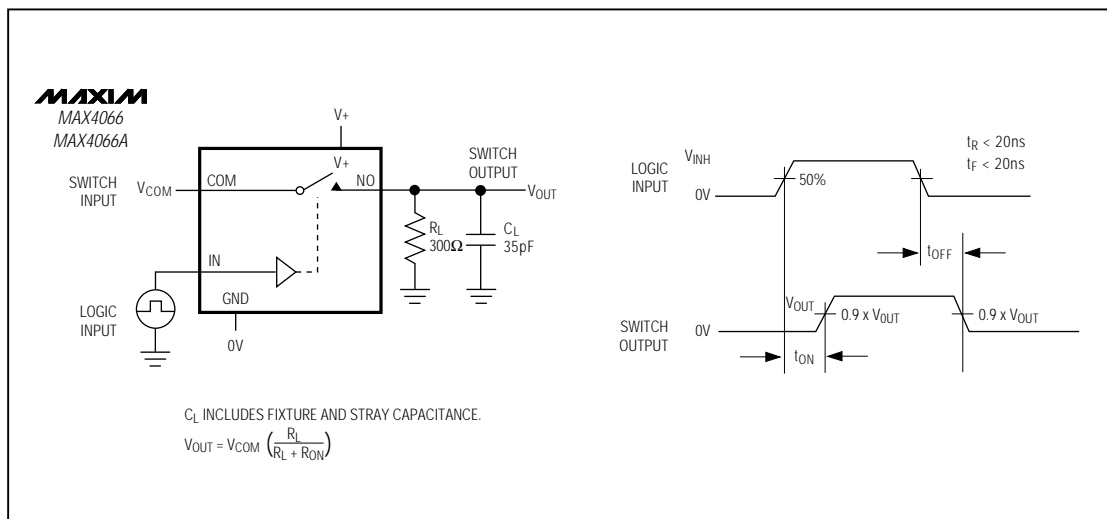 MAXIM
MAX4066
MAX4066A
V+
V+
SWITCH
INPUT
VCOM
COM
NO
SWITCH
OUTPUT
VOUT
RL
300Ω
CL
35pF
IN
GND
LOGIC
INPUT
0V
CL INCLUDES FIXTURE AND STRAY CAPACITANCE.
VOUT = VCOM (RL / RL + RON)
LOGIC
INPUT
VINH
0V
50%
tR < 20ns
tF < 20ns
tOFF
SWITCH
OUTPUT
VOUT
0V
0.9 x V0UT
0.9 x VOUT
tON